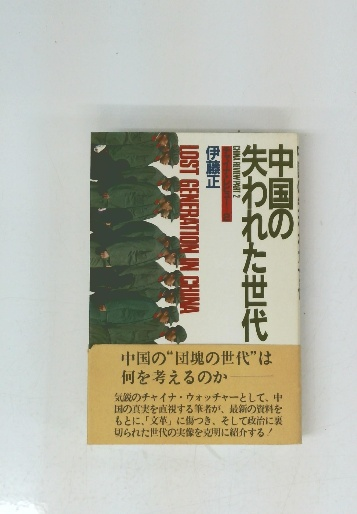 中国の
失われた世代
伊藤正
LOST GENERATION IN CHINA
中国の“団塊の世代”は
何を考えるのか――
気鋭のチャイナ・ウォッチャーとして、中
国の真実を直視する筆者が、最新の資料を
もとに、「文革」に傷つき、そして政治に裏
切られた世代の実像を克明に紹介する！